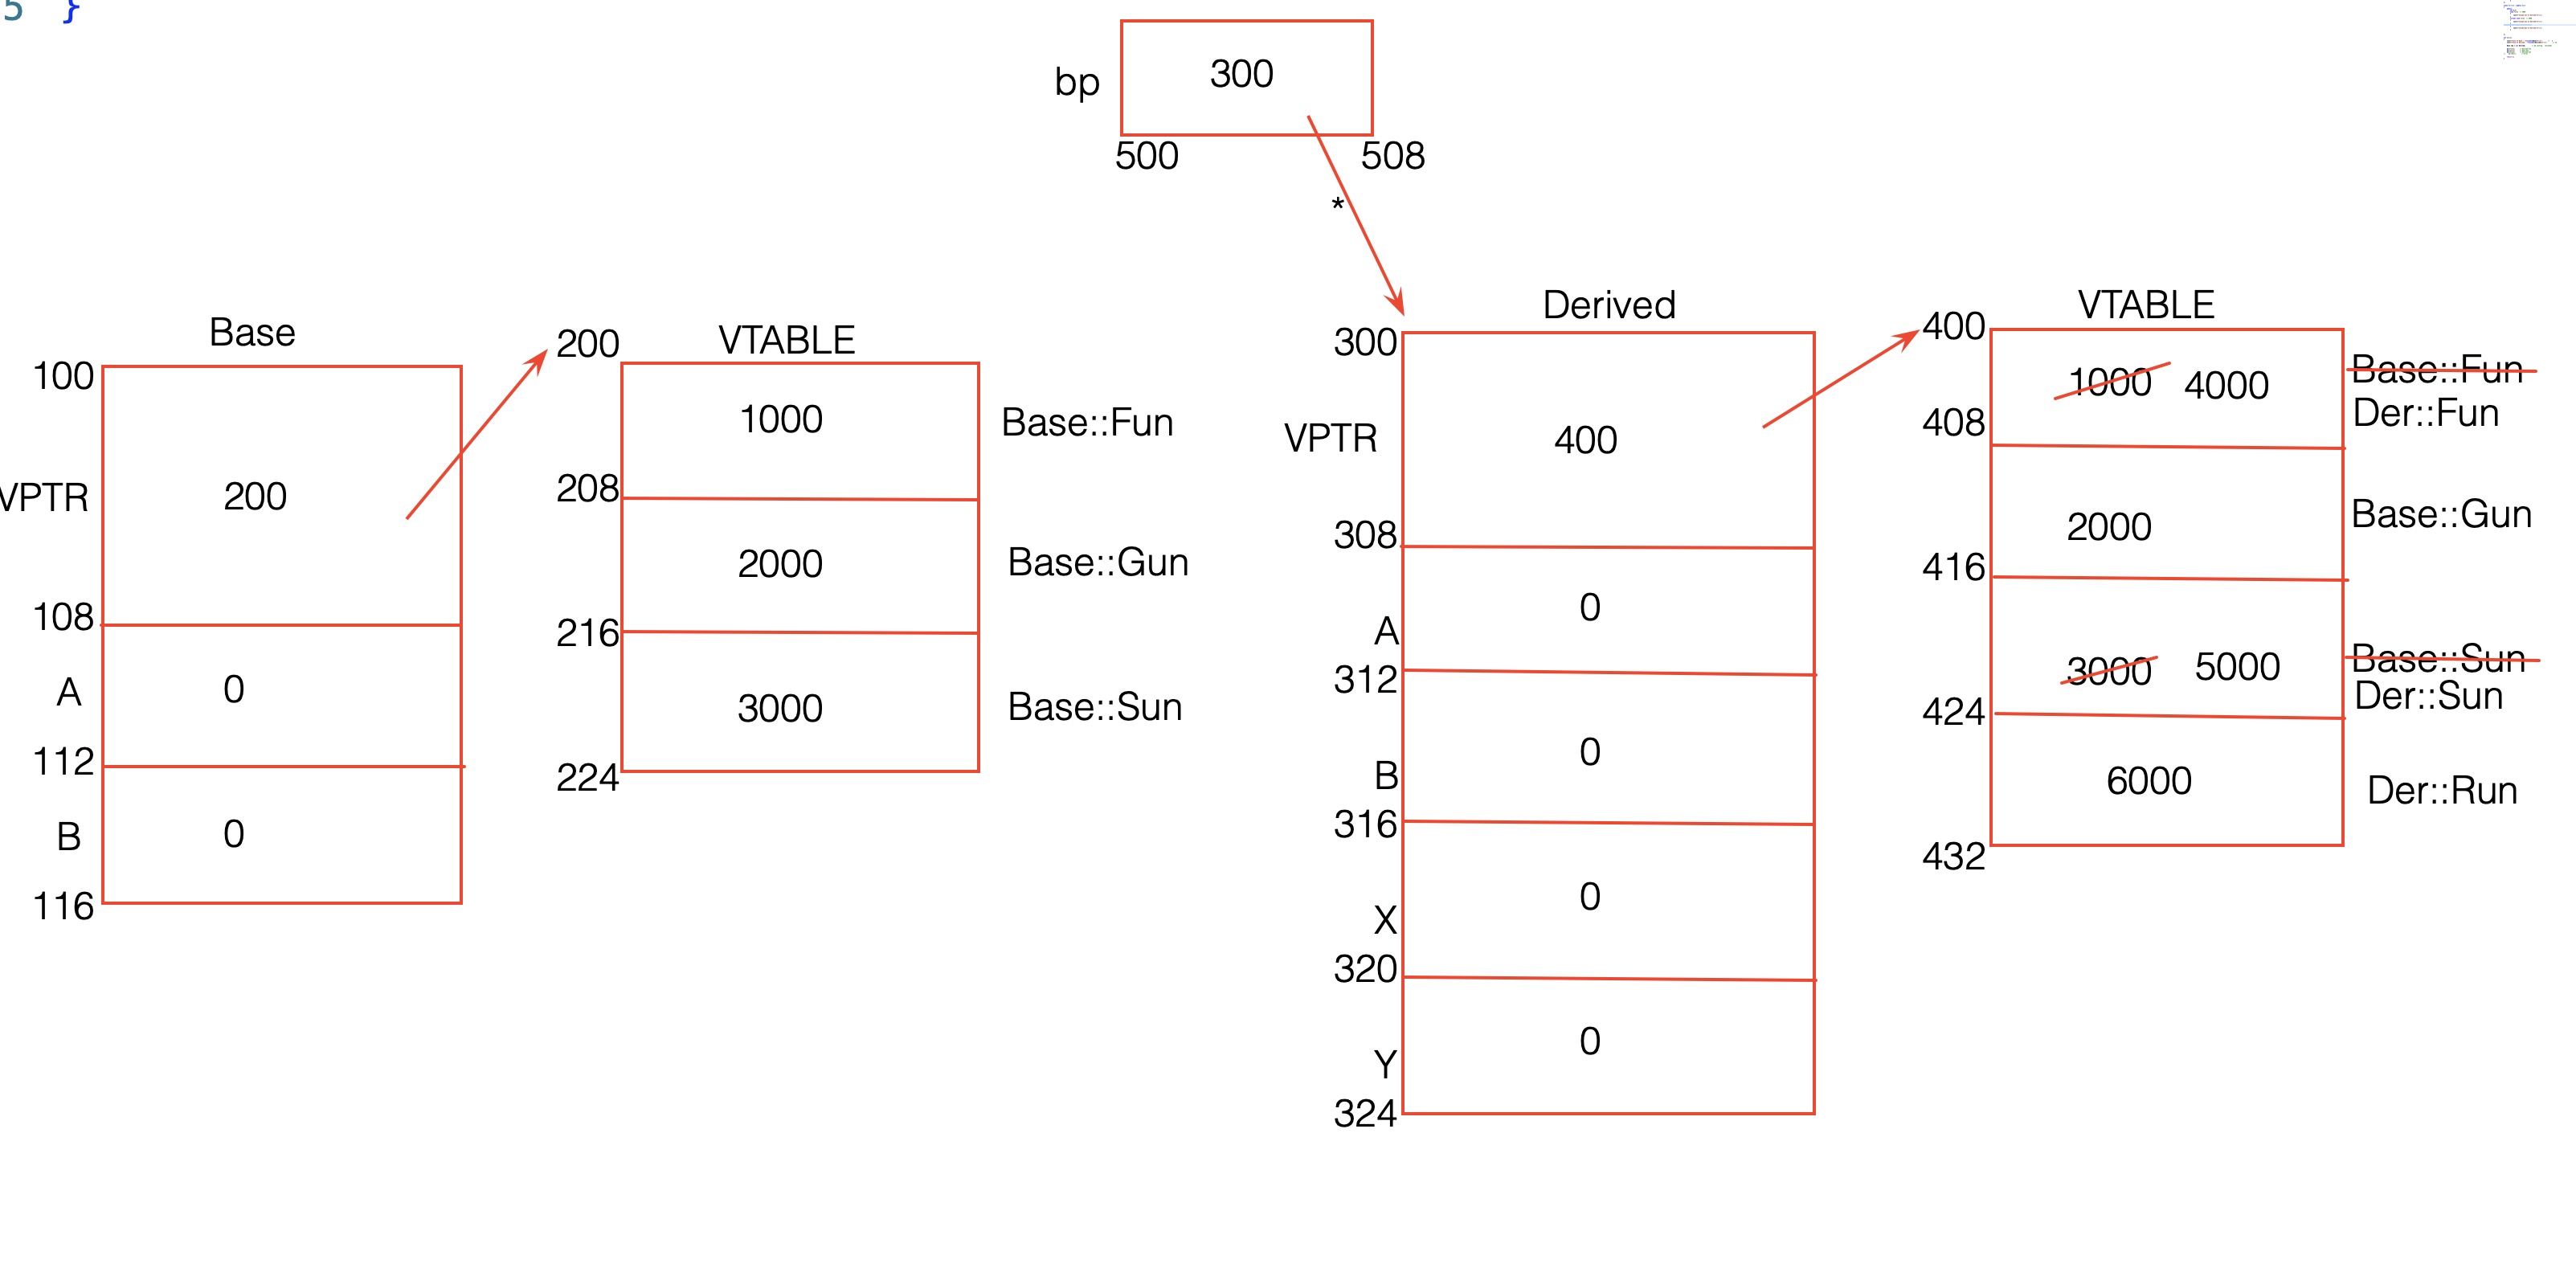 5 }
bp 300
500 508
*
Base
100
VPTR 200
108
A 0
112
B 0
116
200 VTABLE
1000 Base::Fun
208
2000 Base::Gun
216
3000 Base::Sun
224
Derived
300
VPTR 400
308
0
A
312
0
B
316
0
X
320
0
Y
324
VTABLE
400
1000 4000 Base::Fun
408 Der::Fun
2000 Base::Gun
416
3000 5000 Base::Sun
Der::Sun
424
6000 Der::Run
432